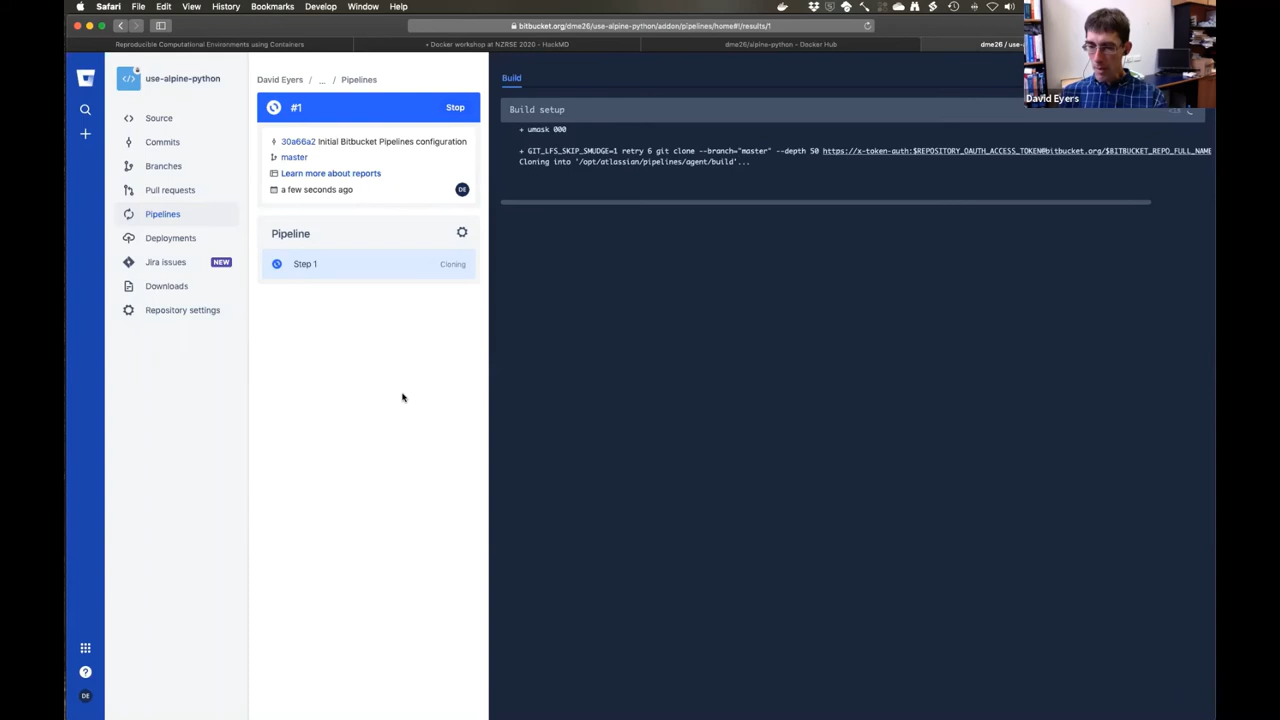 Safari File Edit View History Bookmarks Develop Window Help
bitbucket.org/dme26/use-alpine-python/addon/pipelines/home#!/results/1
Reproducible Computational Environments using Containers
• Docker workshop at NZRSE 2020 - HackMD
dme26/alpine-python - Docker Hub
dme26 / use-
David Eyers
use-alpine-python
Source
Commits
Branches
Pull requests
Pipelines
Deployments
Jira issues NEW
Downloads
Repository settings
DE
David Eyers / ... / Pipelines
#1 Stop
30a66a2 Initial Bitbucket Pipelines configuration
master
Learn more about reports
a few seconds ago DE
Pipeline
Step 1 Cloning
Build
Build setup
+ umask 000
+ GIT_LFS_SKIP_SMUDGE=1 retry 6 git clone --branch="master" --depth 50 https://x-token-auth:$REPOSITORY_OAUTH_ACCESS_TOKEN@bitbucket.org/$BITBUCKET_REPO_FULL_NAME
Cloning into '/opt/atlassian/pipelines/agent/build'...